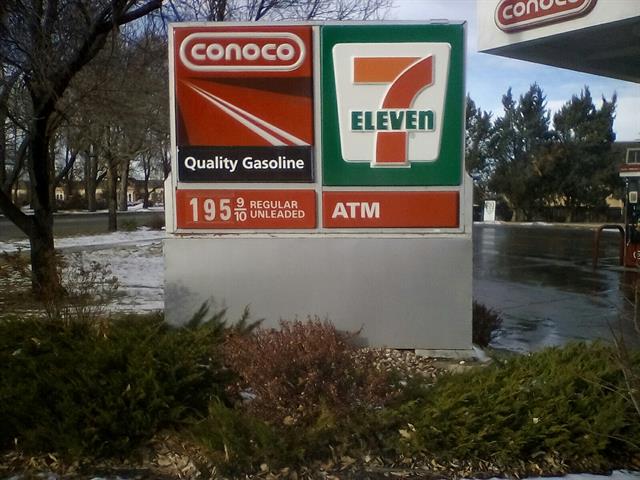 CONOCO
CONOCO
7
ELEVEN
Quality Gasoline
195 9/10 REGULAR
UNLEADED
ATM